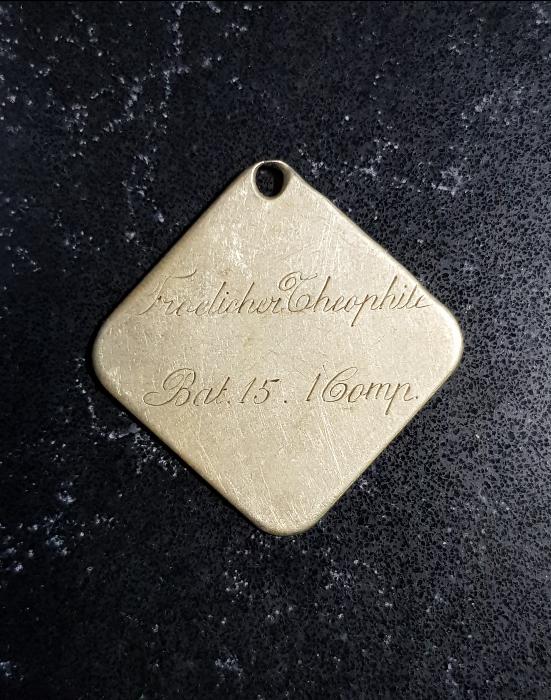 Froelicher Theophile
Bat. 15. 1 Comp.